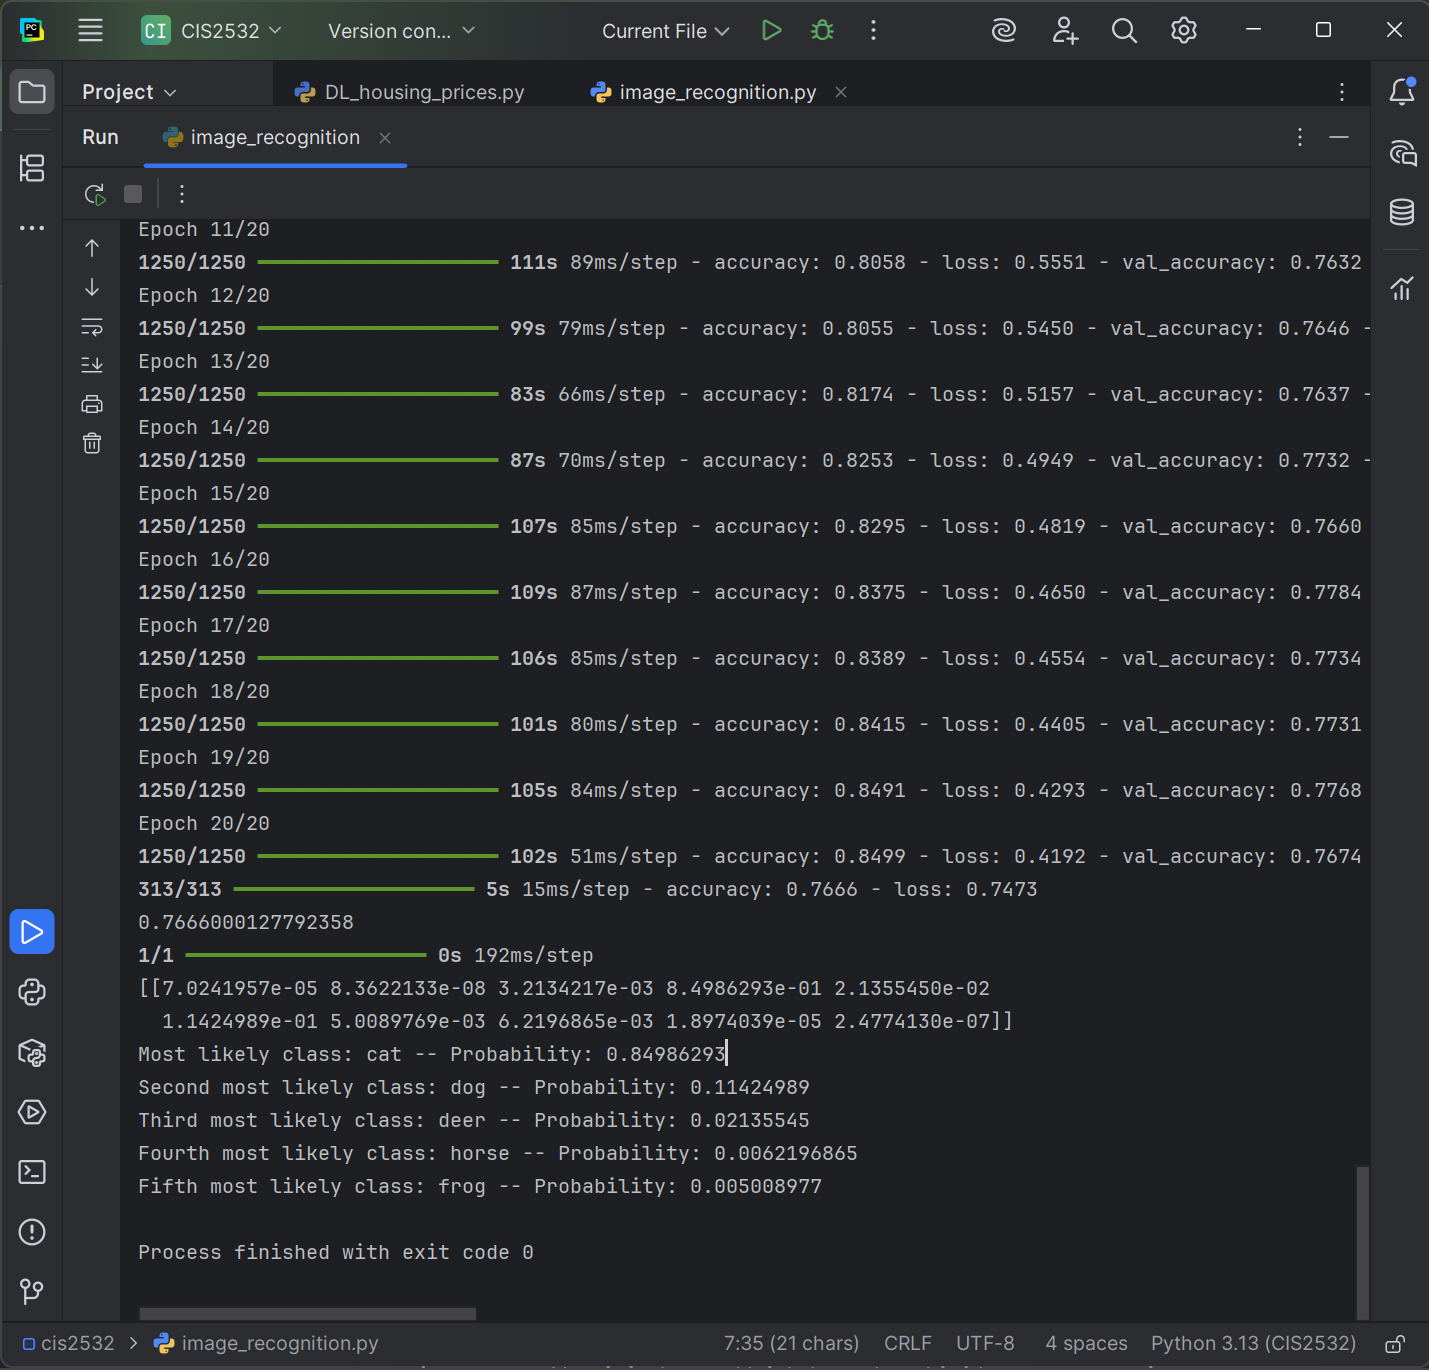 PC
CI CIS2532 Version con... Current File
Project DL_housing_prices.py image_recognition.py
Run image_recognition
Epoch 11/20
1250/1250 111s 89ms/step - accuracy: 0.8058 - loss: 0.5551 - val_accuracy: 0.7632
Epoch 12/20
1250/1250 99s 79ms/step - accuracy: 0.8055 - loss: 0.5450 - val_accuracy: 0.7646 -
Epoch 13/20
1250/1250 83s 66ms/step - accuracy: 0.8174 - loss: 0.5157 - val_accuracy: 0.7637 -
Epoch 14/20
1250/1250 87s 70ms/step - accuracy: 0.8253 - loss: 0.4949 - val_accuracy: 0.7732 -
Epoch 15/20
1250/1250 107s 85ms/step - accuracy: 0.8295 - loss: 0.4819 - val_accuracy: 0.7660
Epoch 16/20
1250/1250 109s 87ms/step - accuracy: 0.8375 - loss: 0.4650 - val_accuracy: 0.7784
Epoch 17/20
1250/1250 106s 85ms/step - accuracy: 0.8389 - loss: 0.4554 - val_accuracy: 0.7734
Epoch 18/20
1250/1250 101s 80ms/step - accuracy: 0.8415 - loss: 0.4405 - val_accuracy: 0.7731
Epoch 19/20
1250/1250 105s 84ms/step - accuracy: 0.8491 - loss: 0.4293 - val_accuracy: 0.7768
Epoch 20/20
1250/1250 102s 51ms/step - accuracy: 0.8499 - loss: 0.4192 - val_accuracy: 0.7674
313/313 5s 15ms/step - accuracy: 0.7666 - loss: 0.7473
0.7666000127792358
1/1 0s 192ms/step
[[7.0241957e-05 8.3622133e-08 3.2134217e-03 8.4986293e-01 2.1355450e-02
1.1424989e-01 5.0089769e-03 6.2196865e-03 1.8974039e-05 2.4774130e-07]]
Most likely class: cat -- Probability: 0.84986293
Second most likely class: dog -- Probability: 0.11424989
Third most likely class: deer -- Probability: 0.02135545
Fourth most likely class: horse -- Probability: 0.0062196865
Fifth most likely class: frog -- Probability: 0.005008977
Process finished with exit code 0
cis2532 > image_recognition.py 7:35 (21 chars) CRLF UTF-8 4 spaces Python 3.13 (CIS2532)